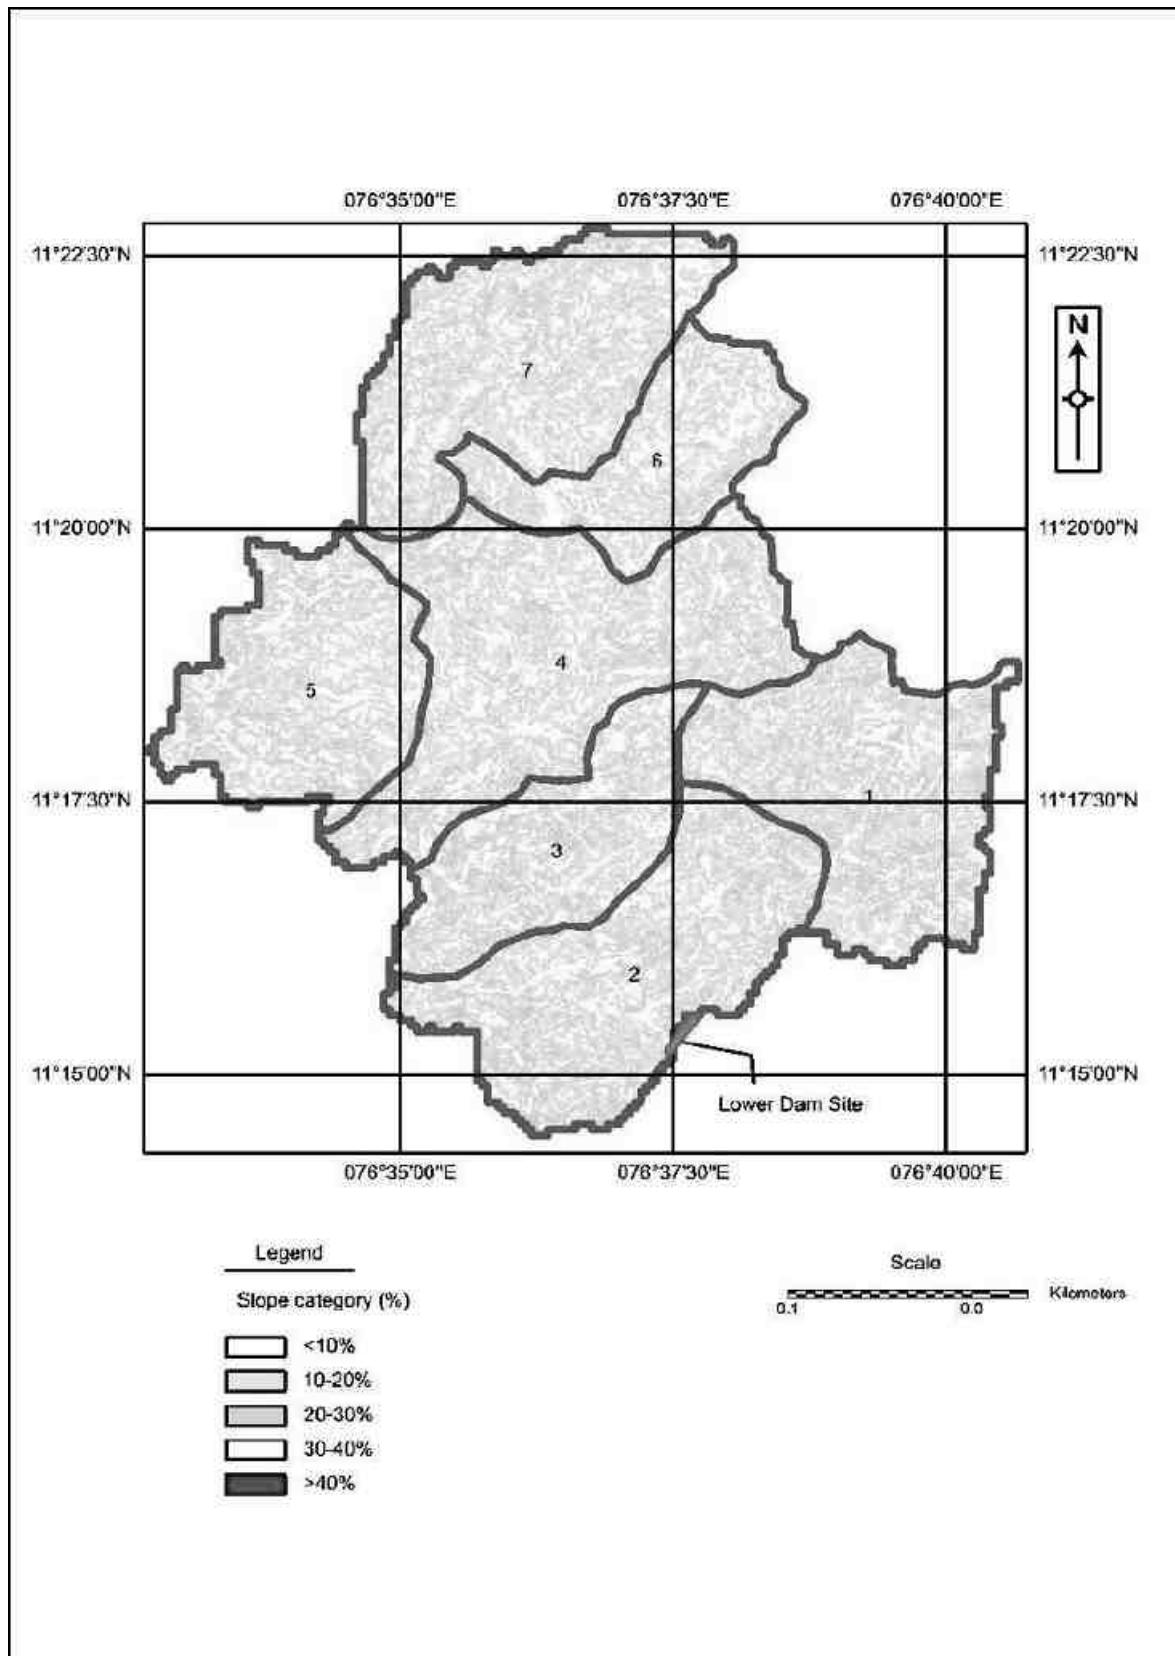 076°35'00"E 076°37'30"E 076°40'00"E
11°22'30"N 11°22'30"N
N
7
6
11°20'00"N 11°20'00"N
4
5
11°17'30"N 1 11°17'30"N
3
2
11°15'00"N 11°15'00"N
Lower Dam Site
076°35'00"E 076°37'30"E 076°40'00"E
Legend
Scale
Slope category (%)
Kilometers
0.1 0.0
<10%
10-20%
20-30%
30-40%
>40%